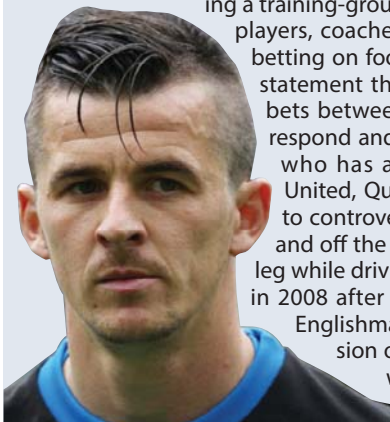 ing a training-grou
players, coache
betting on foo
statement th
bets betwee
respond and
who has a
United, Qu
to controve
and off the
leg while driv
in 2008 after
Englishma
sion o